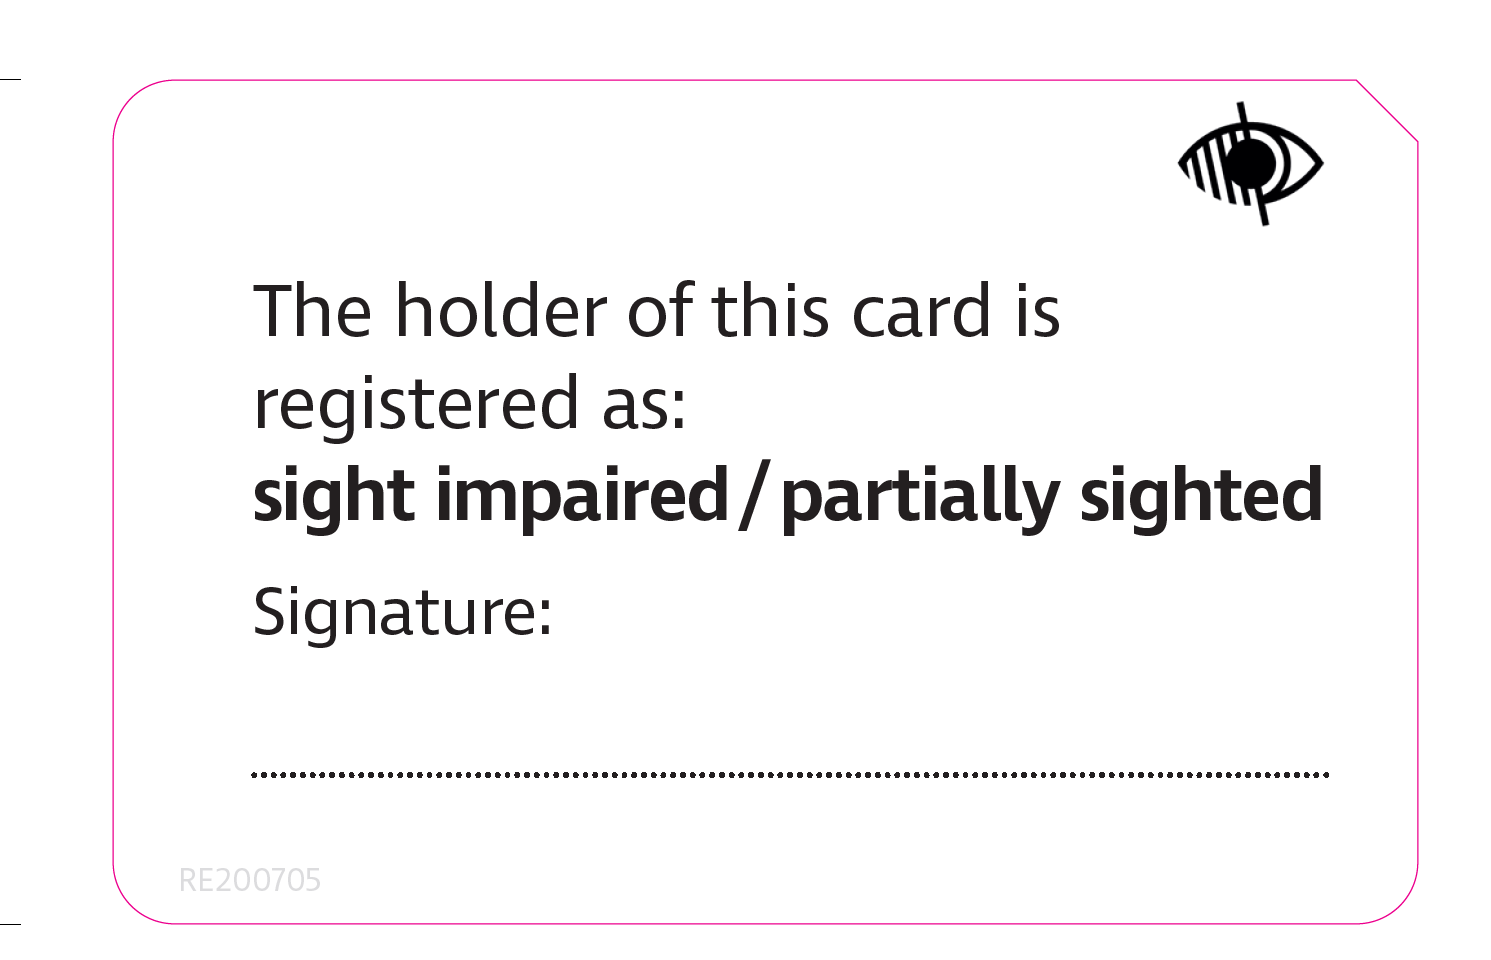 The holder of this card is
registered as:
sight impaired / partially sighted
Signature:
RE200705